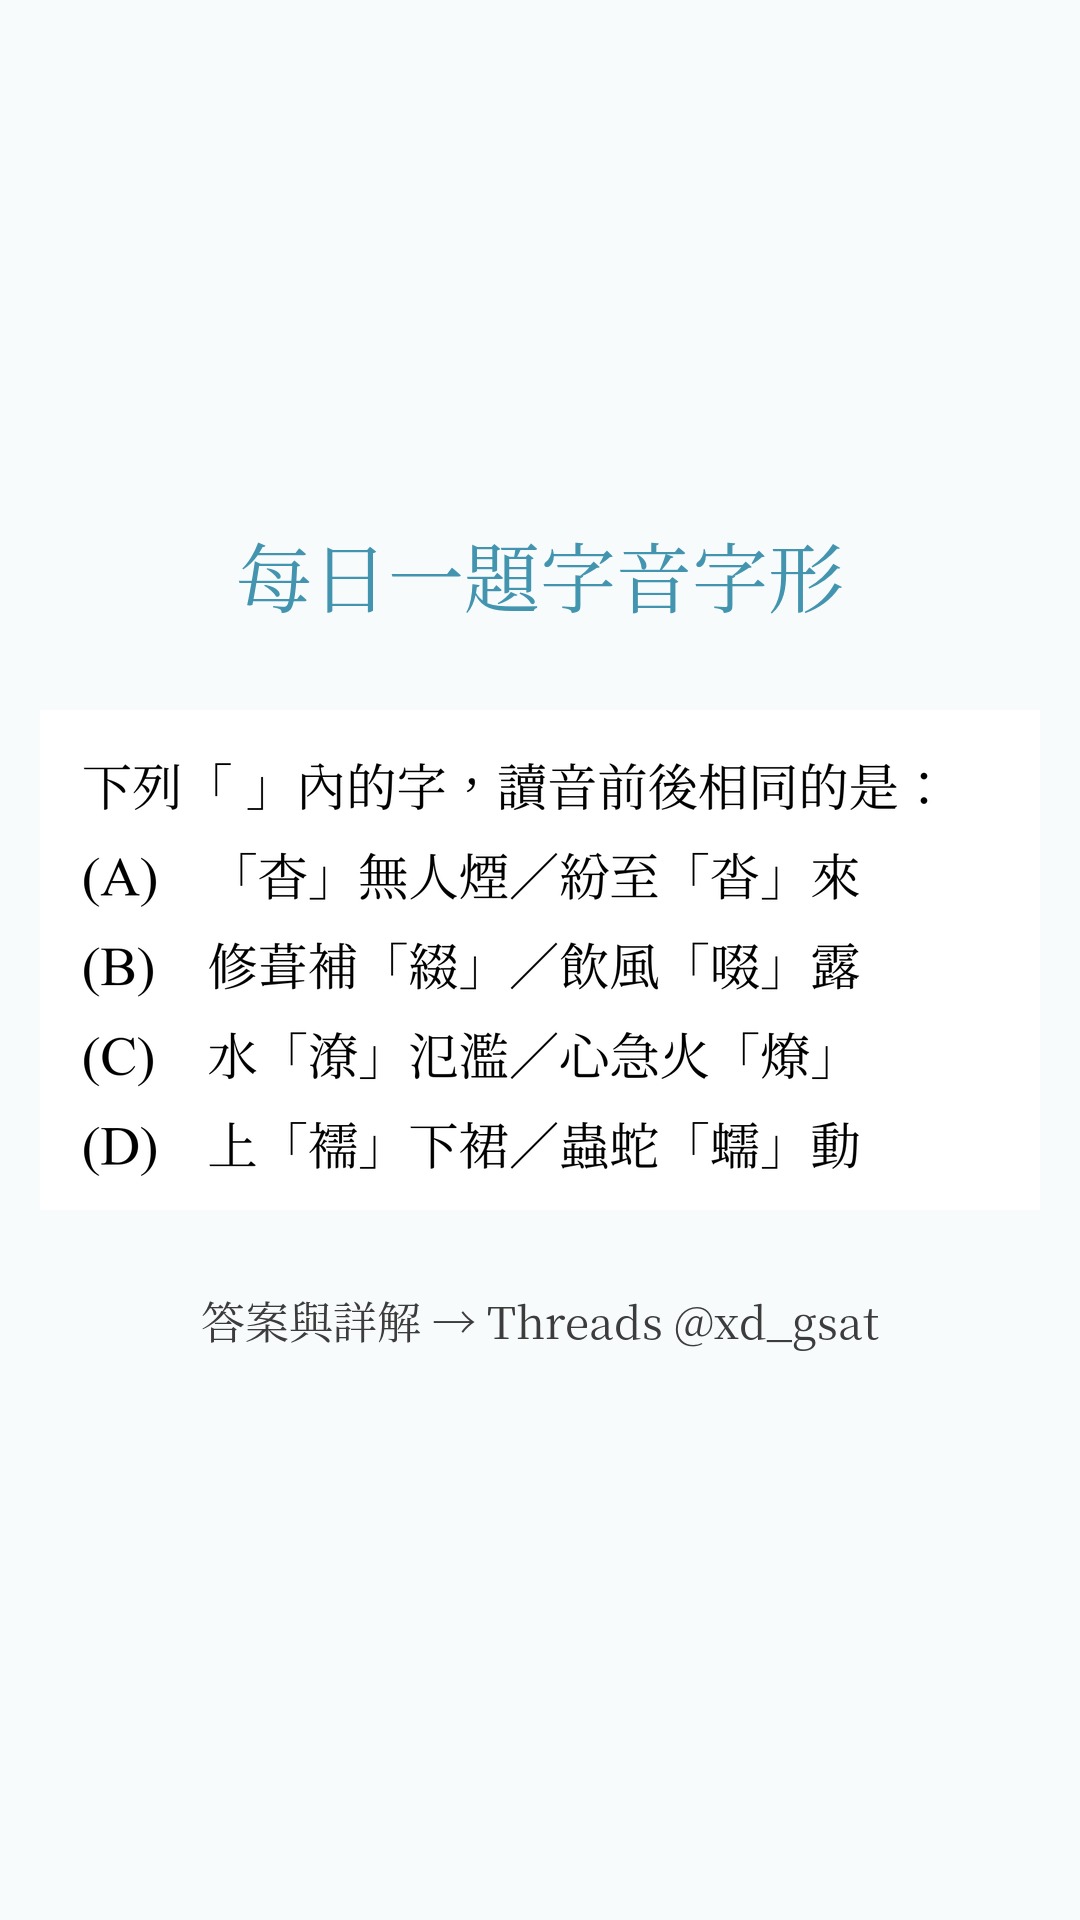 每日一題字音字形
下列「 」內的字，讀音前後相同的是：
(A) 「杳」無人煙／紛至「沓」來
(B) 修葺補「綴」／飲風「啜」露
(C) 水「潦」氾濫／心急火「燎」
(D) 上「襦」下裙／蟲蛇「蠕」動
答案與詳解 → Threads @xd_gsat